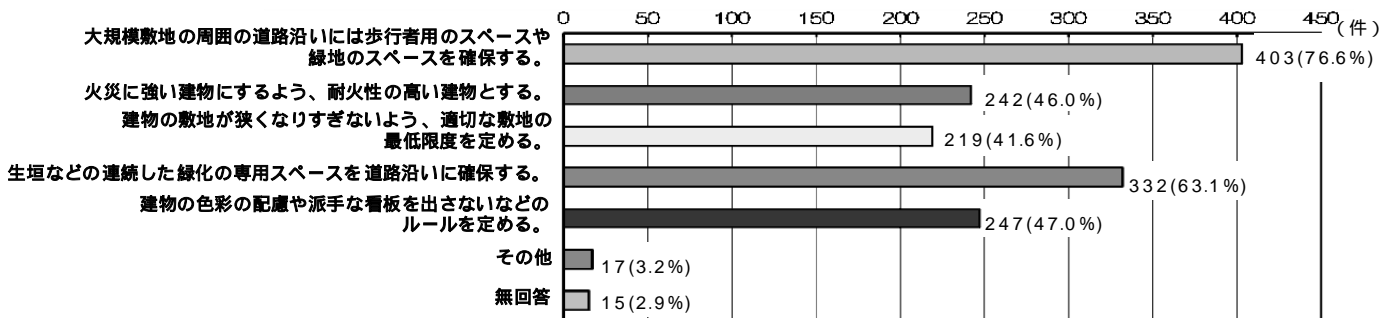 0 50 100 150 200 250 300 350 400 450 (件)
大規模敷地の周囲の道路沿いには歩行者用のスペースや
緑地のスペースを確保する。
403(76.6%)
火災に強い建物にするよう、耐火性の高い建物とする。
242(46.0%)
建物の敷地が狭くなりすぎないよう、適切な敷地の
最低限度を定める。
219(41.6%)
生垣などの連続した緑化の専用スペースを道路沿いに確保する。
332(63.1%)
建物の色彩の配慮や派手な看板を出さないなどの
ルールを定める。
247(47.0%)
その他
17(3.2%)
無回答
15(2.9%)